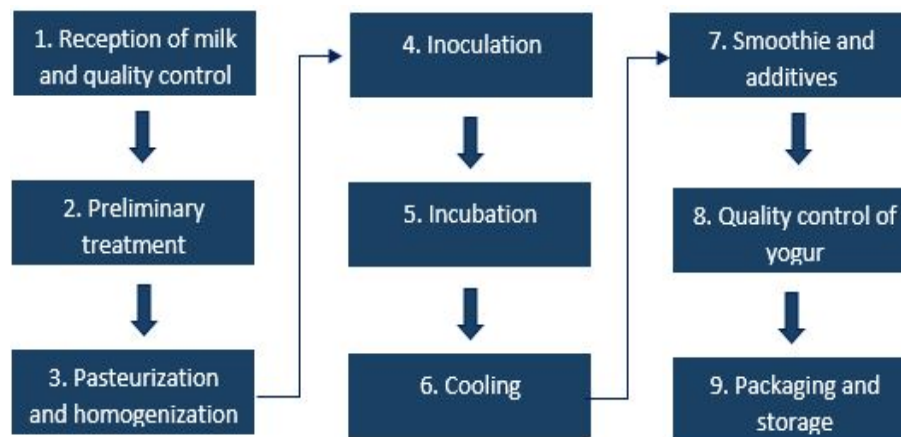 1. Reception of milk
and quality control
2. Preliminary
treatment
3. Pasteurization
and homogenization
4. Inoculation
5. Incubation
6. Cooling
7. Smoothie and
additives
8. Quality control of
yogur
9. Packaging and
storage